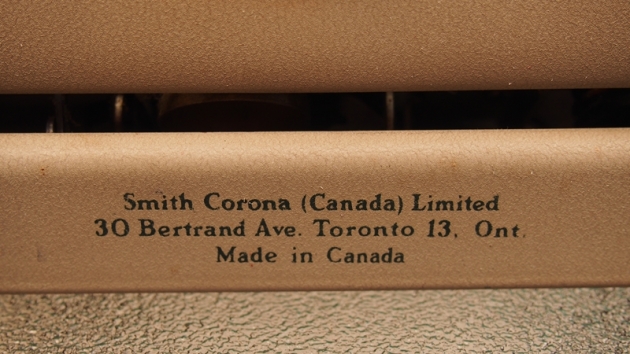 Smith Corona (Canada) Limited
30 Bertrand Ave. Toronto 13, Ont.
Made in Canada